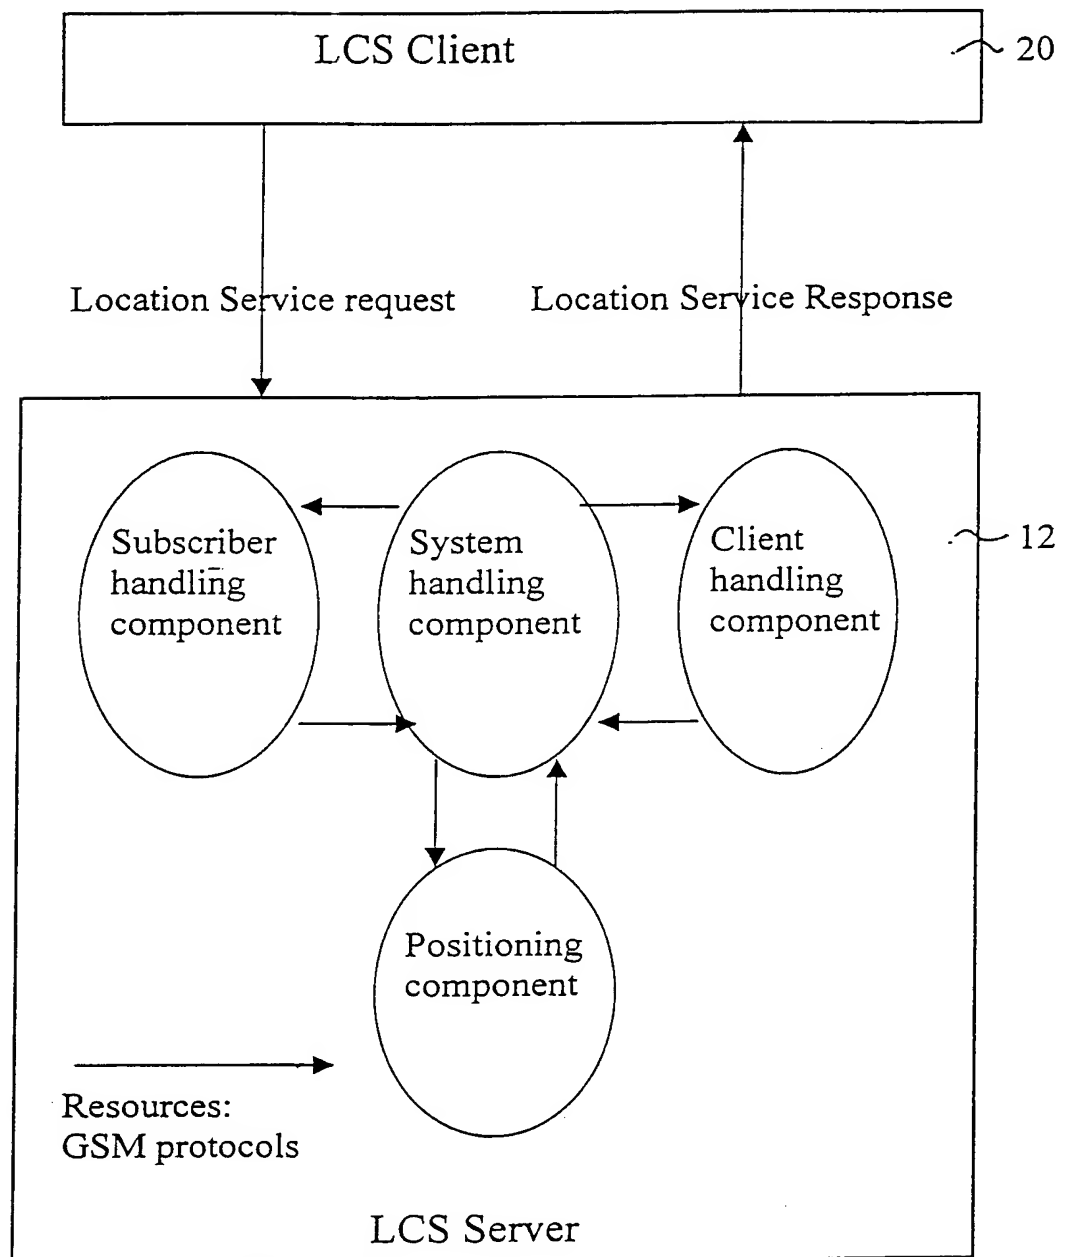 LCS Client
20
Location Service request
Location Service Response
Subscriber
handling
component
System
handling
component
Client
handling
component
12
Positioning
component
Resources:
GSM protocols
LCS Server